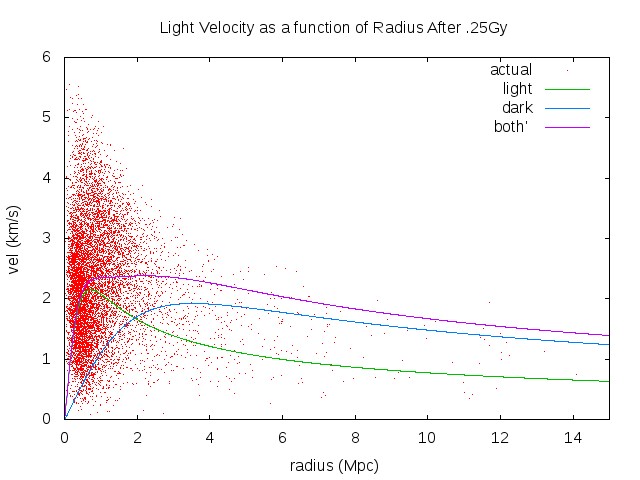 Light Velocity as a function of Radius After .25Gy
actual
light
dark
both'
6
5
4
3
2
1
0
vel (km/s)
0 2 4 6 8 10 12 14
radius (Mpc)